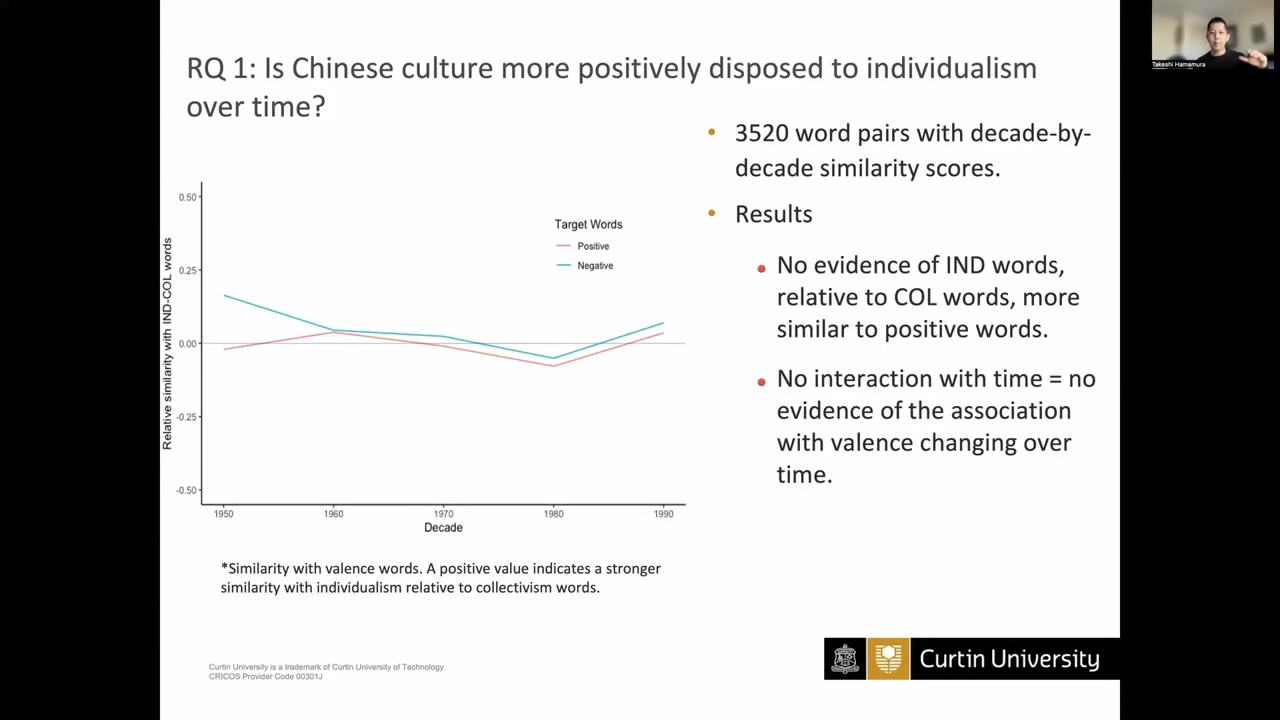 Takeshi Hamamura
RQ 1: Is Chinese culture more positively disposed to individualism
over time?
0.50
0.25
0.00
-0.25
-0.50
Relative similarity with IND-COL words
Target Words
Positive
Negative
1950
1960
1970
1980
1990
Decade
*Similarity with valence words. A positive value indicates a stronger
similarity with individualism relative to collectivism words.
• 3520 word pairs with decade-by-
decade similarity scores.
• Results
• No evidence of IND words,
relative to COL words, more
similar to positive words.
• No interaction with time = no
evidence of the association
with valence changing over
time.
Curtin University is a trademark of Curtin University of Technology
CRICOS Provider Code 00301J
Curtin University